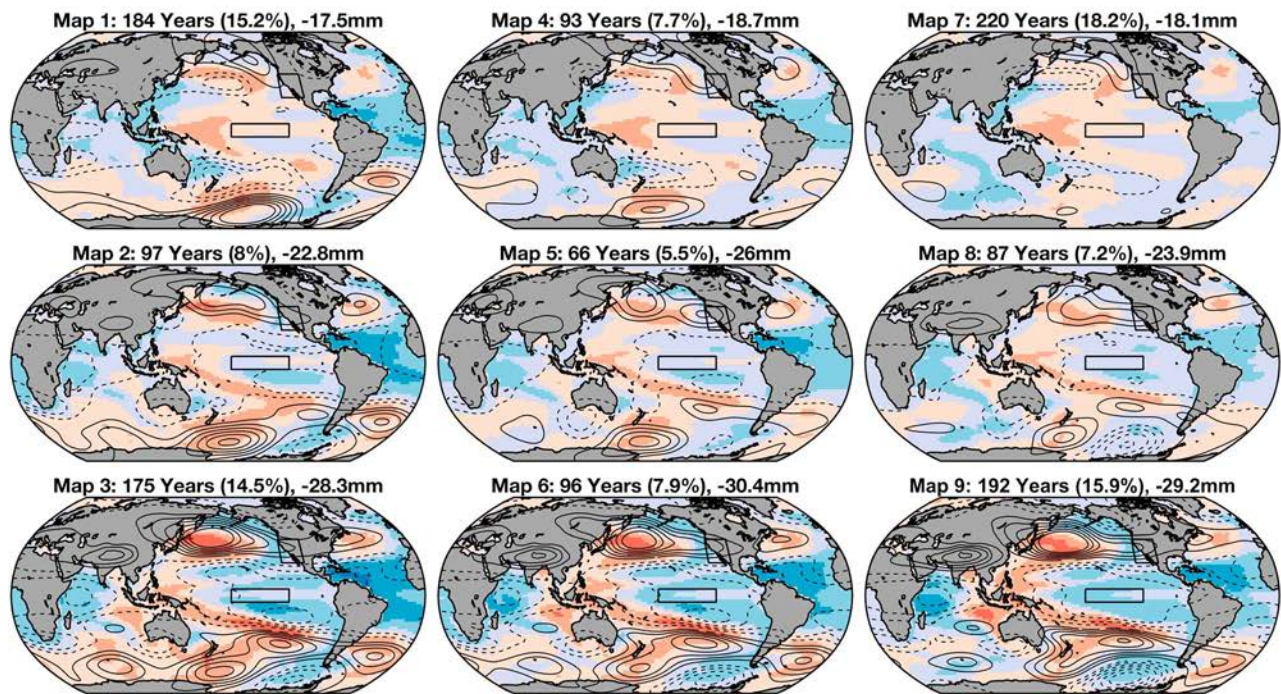 Map 1: 184 Years (15.2%), -17.5mm
Map 4: 93 Years (7.7%), -18.7mm
Map 7: 220 Years (18.2%), -18.1mm
Map 2: 97 Years (8%), -22.8mm
Map 5: 66 Years (5.5%), -26mm
Map 8: 87 Years (7.2%), -23.9mm
Map 3: 175 Years (14.5%), -28.3mm
Map 6: 96 Years (7.9%), -30.4mm
Map 9: 192 Years (15.9%), -29.2mm